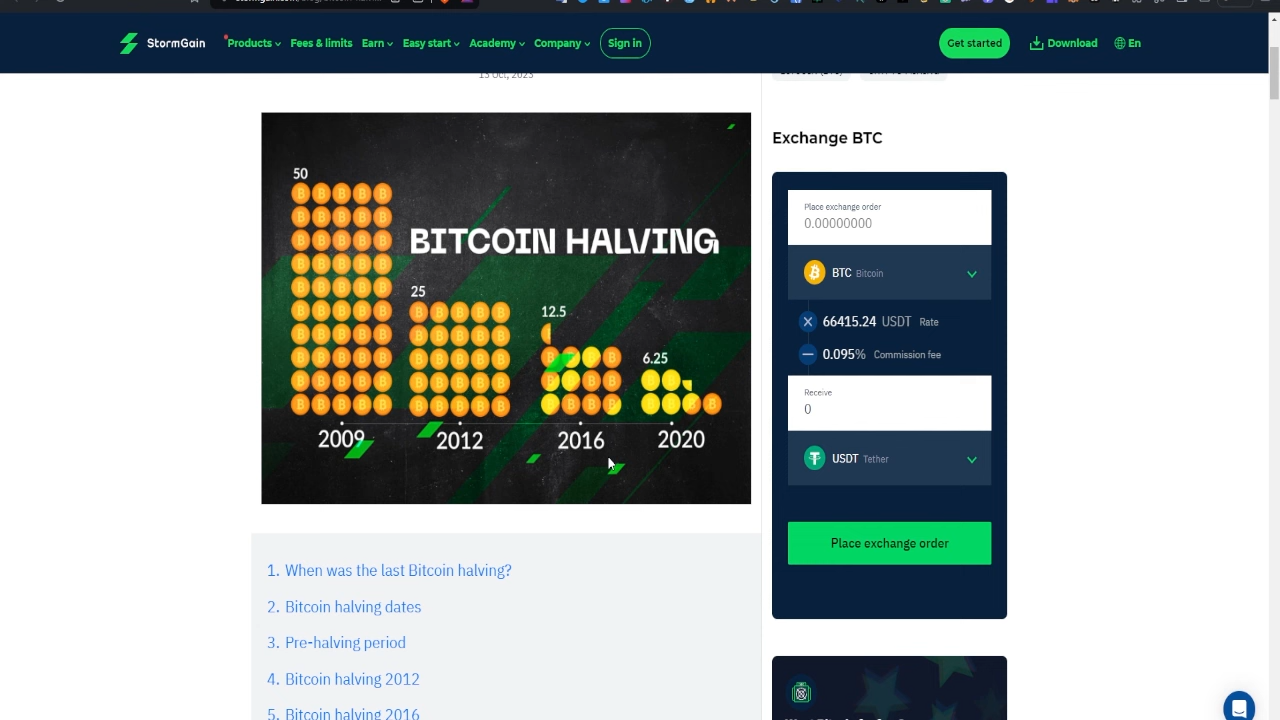 StormGain
Products
Fees & limits
Earn
Easy start
Academy
Company
Sign in
Get started
Download
En
13 Oct, 2023
50
BITCOIN HALVING
25
12.5
6.25
2009
2012
2016
2020
1. When was the last Bitcoin halving?
2. Bitcoin halving dates
3. Pre-halving period
4. Bitcoin halving 2012
5. Bitcoin halving 2016
Exchange BTC
Place exchange order
0.00000000
BTC Bitcoin
66415.24 USDT Rate
0.095% Commission fee
Receive
0
USDT Tether
Place exchange order